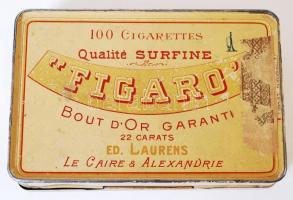 100 CIGARETTES
Qualité SURFINE
"FIGARO"
BOUT D'OR GARANTI
22 CARATS
ED. LAURENS
LE CAIRE & ALEXANDRIE